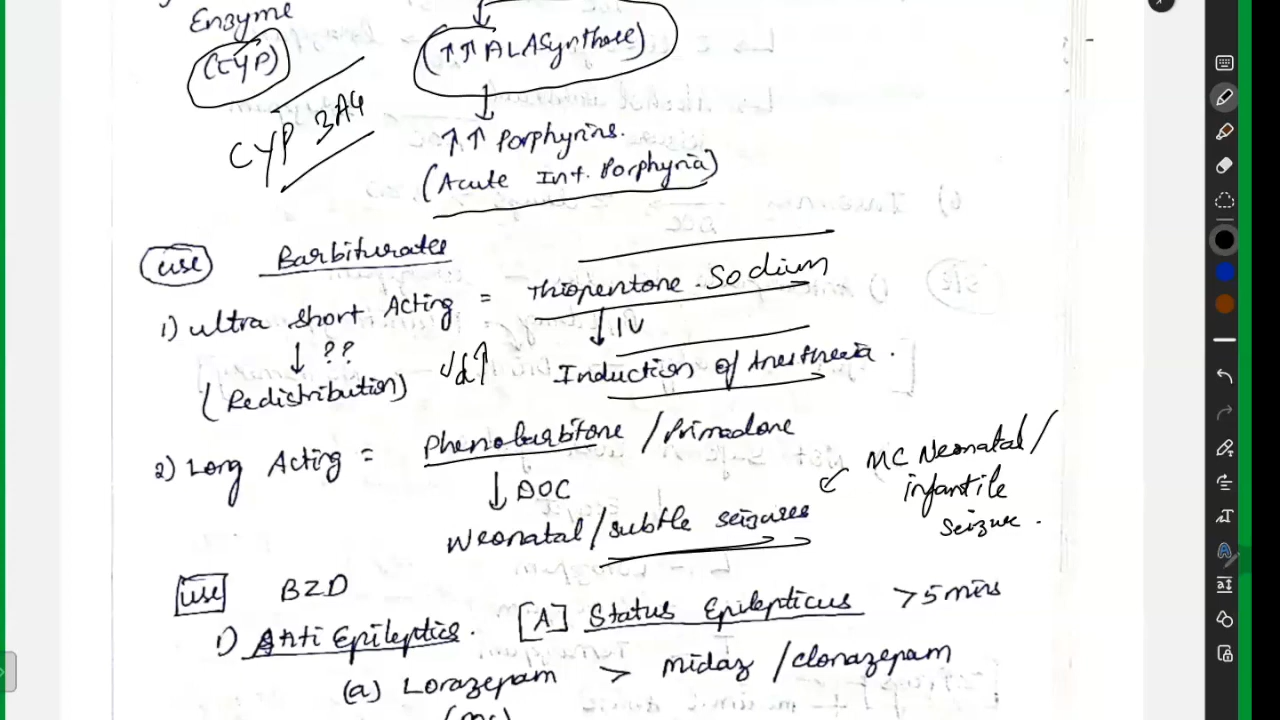 Enzyme
(CYP)
(↑↑ ALA Synthase)
CYP 3A4
↑↑ Porphyrins.
(Acute Int. Porphyria)
use Barbiturates
1) Ultra Short Acting = Thiopentone Sodium
↓ ?? ↓ IV
(Redistribution) Vd↑ Induction of Anesthesia.
2) Long Acting = Phenobarbitone / Primadone
↓ DOC
Neonatal / subtle seizures
MC Neonatal /
infantile
seizure.
use BZD
1) Anti Epileptics. [A] Status Epilepticus > 5 mins
(a) Lorazepam > midaz / clonazepam